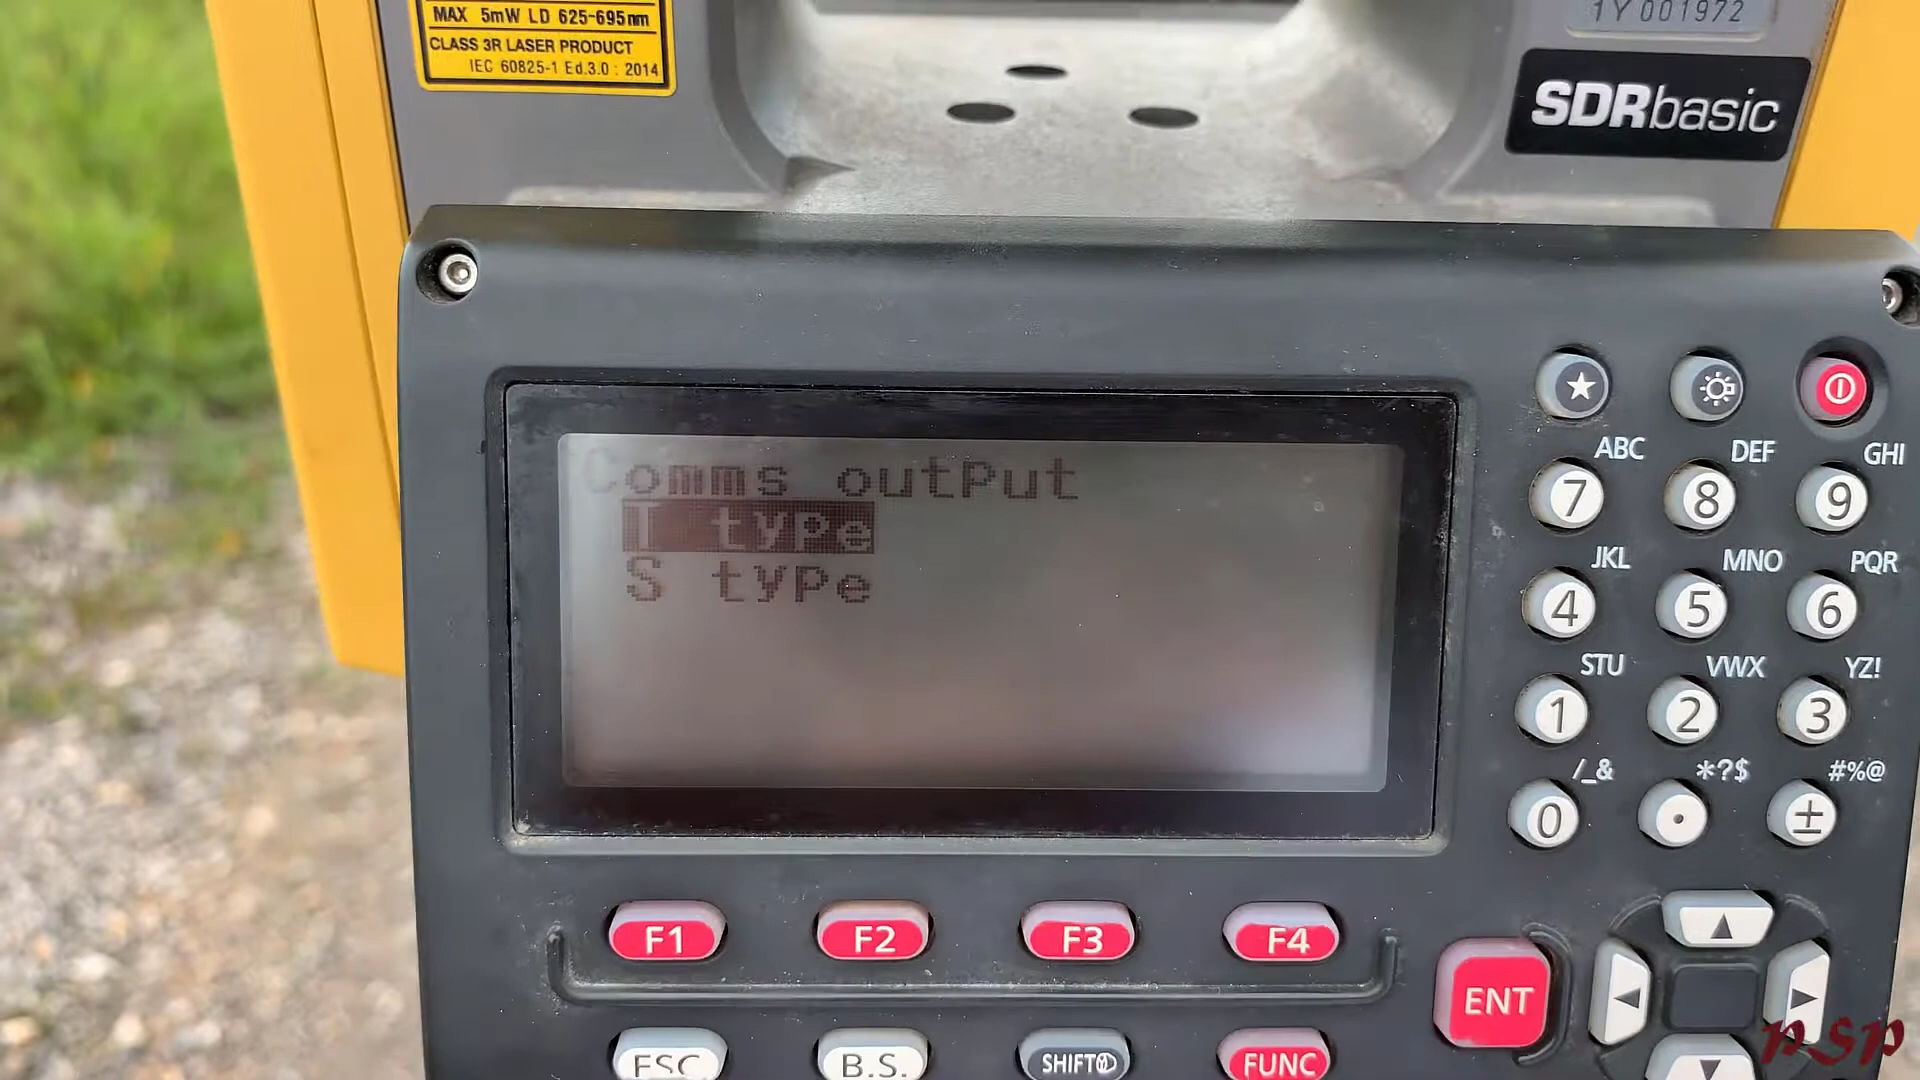 MAX 5mW LD 625-695nm
CLASS 3R LASER PRODUCT
IEC 60825-1 Ed.3.0 : 2014
1Y001972
SDRbasic
Comms output
T type
S type
ABC DEF GHI
7 8 9
JKL MNO PQR
4 5 6
STU VWX YZ!
1 2 3
/_& *?$ #%@
0 . ±
F1 F2 F3 F4
ENT
ESC B.S. SHIFT FUNC
psp